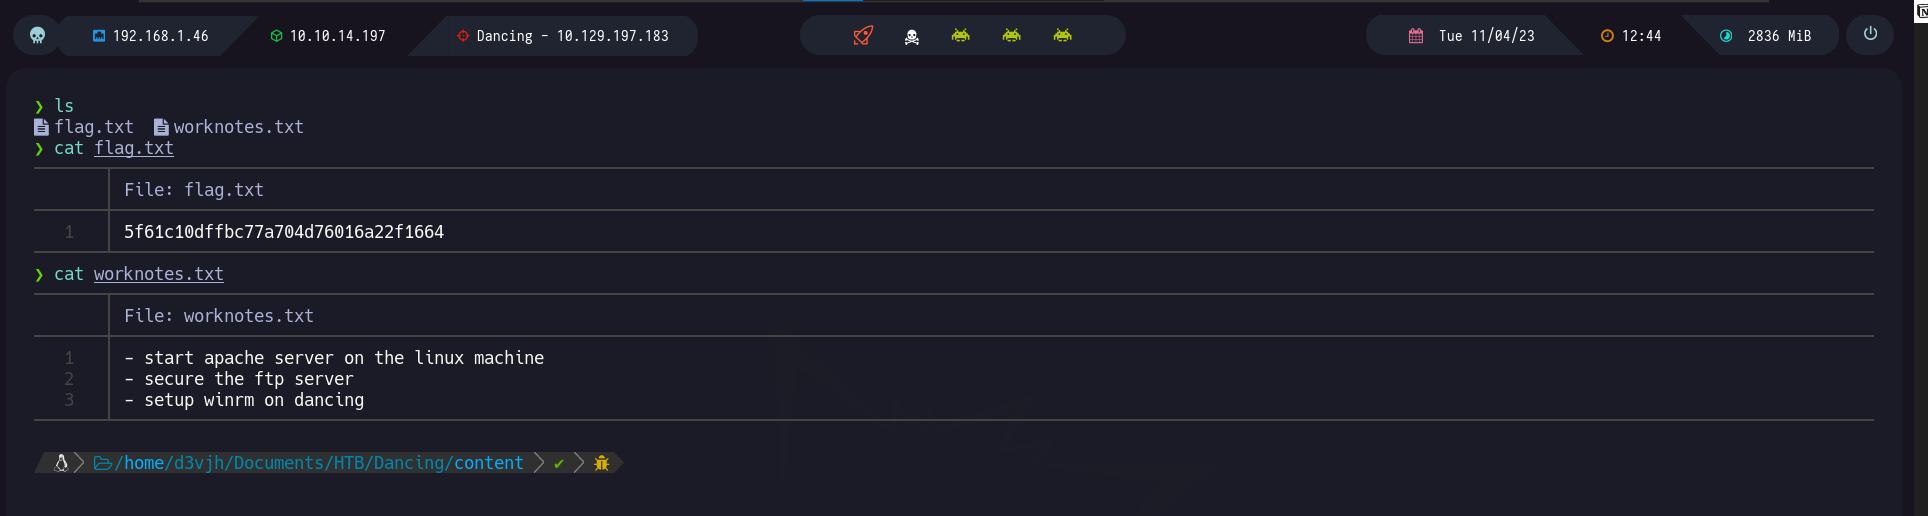 192.168.1.46 10.10.14.197 Dancing - 10.129.197.183 Tue 11/04/23 12:44 2836 MiB
❯ ls
flag.txt worknotes.txt
❯ cat flag.txt
File: flag.txt
1 5f61c10dffbc77a704d76016a22f1664
❯ cat worknotes.txt
File: worknotes.txt
1 - start apache server on the linux machine
2 - secure the ftp server
3 - setup winrm on dancing
/home/d3vjh/Documents/HTB/Dancing/content ✔